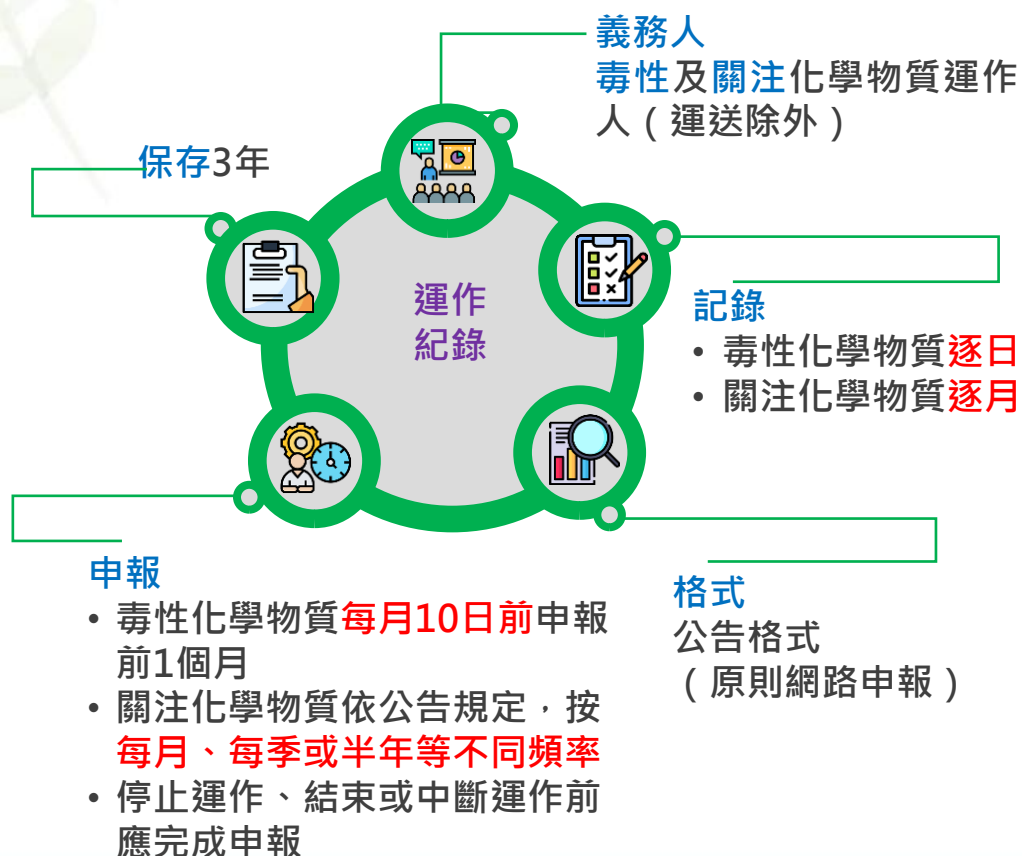 義務人
毒性及關注化學物質運作
人（運送除外）
保存3年
運作
紀錄
記錄
• 毒性化學物質逐日
• 關注化學物質逐月
申報
• 毒性化學物質每月10日前申報
前1個月
• 關注化學物質依公告規定，按
每月、每季或半年等不同頻率
• 停止運作、結束或中斷運作前
應完成申報
格式
公告格式
（原則網路申報）